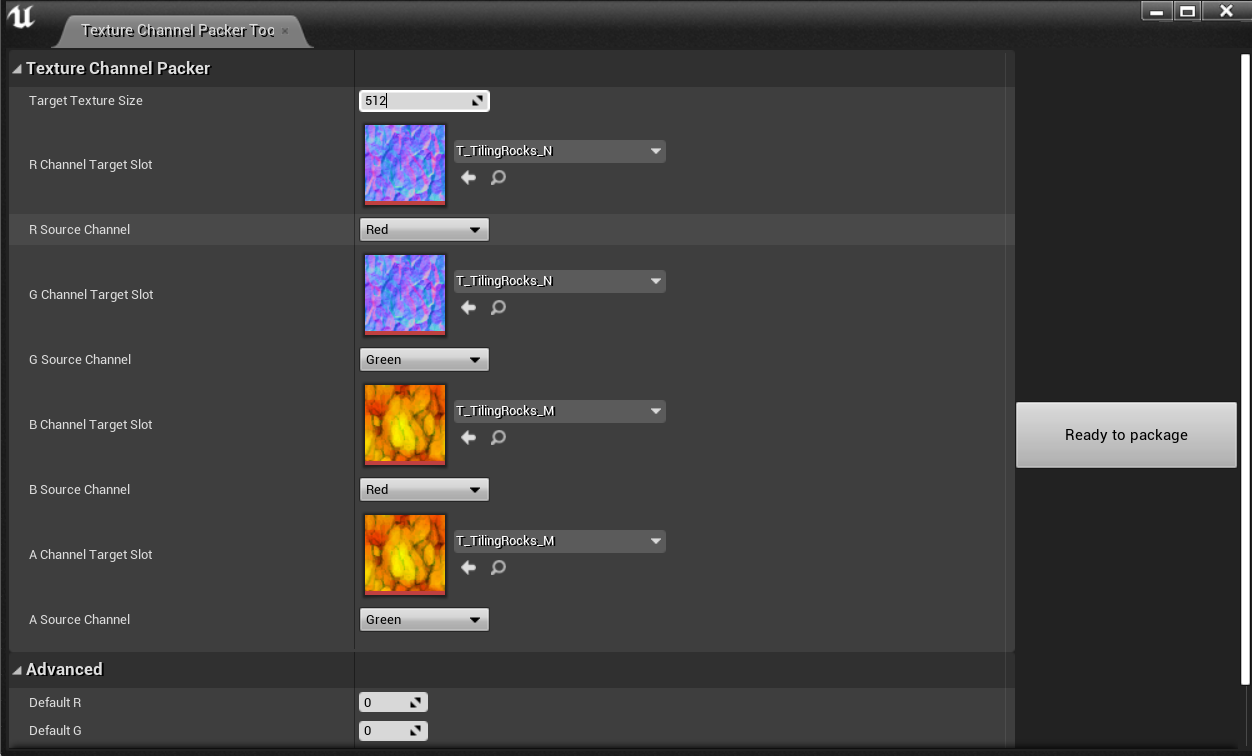 Texture Channel Packer Too
Texture Channel Packer
Target Texture Size
512
R Channel Target Slot
T_TilingRocks_N
R Source Channel
Red
G Channel Target Slot
T_TilingRocks_N
G Source Channel
Green
B Channel Target Slot
T_TilingRocks_M
B Source Channel
Red
A Channel Target Slot
T_TilingRocks_M
A Source Channel
Green
Ready to package
Advanced
Default R
0
Default G
0